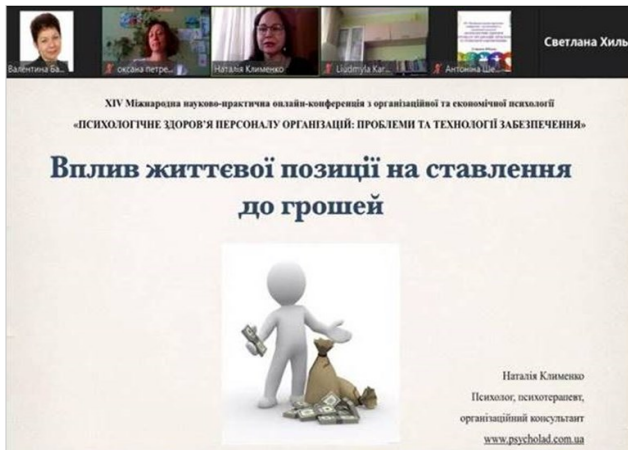 Валентина Ба...
оксана петре...
Наталія Клименко
Liudmyla Kar...
Антоніна Ше...
Светлана Хиль
XIV Міжнародна науково-практична онлайн-конференція з організаційної та економічної психології
«ПСИХОЛОГІЧНЕ ЗДОРОВ'Я ПЕРСОНАЛУ ОРГАНІЗАЦІЙ: ПРОБЛЕМИ ТА ТЕХНОЛОГІЇ ЗАБЕЗПЕЧЕННЯ»
Вплив життєвої позиції на ставлення
до грошей
Наталія Клименко
Психолог, психотерапевт,
організаційний консультант
www.psycholad.com.ua